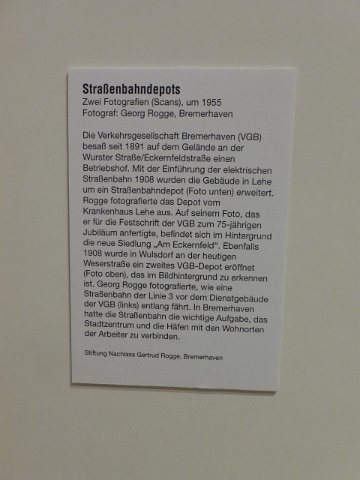 Straßenbahndepots
Zwei Fotografien (Scans), um 1955
Fotograf: Georg Rogge, Bremerhaven
Die Verkehrsgesellschaft Bremerhaven (VGB)
besaß seit 1891 auf dem Gelände an der
Wurster Straße/Eckernfeldstraße einen
Betriebshof. Mit der Einführung der elektrischen
Straßenbahn 1908 wurden die Gebäude in Lehe
um ein Straßenbahndepot (Foto unten) erweitert.
Rogge fotografierte das Depot vom
Krankenhaus Lehe aus. Auf seinem Foto, das
er für die Festschrift der VGB zum 75-jährigen
Jubiläum anfertigte, befindet sich im Hintergrund
die neue Siedlung „Am Eckernfeld“. Ebenfalls
1908 wurde in Wulsdorf an der heutigen
Weserstraße ein zweites VGB-Depot eröffnet
(Foto oben), das im Bildhintergrund zu erkennen
ist. Georg Rogge fotografierte, wie eine
Straßenbahn der Linie 3 vor dem Dienstgebäude
der VGB (links) entlang fährt. In Bremerhaven
hatte die Straßenbahn die wichtige Aufgabe, das
Stadtzentrum und die Häfen mit den Wohnorten
der Arbeiter zu verbinden.
Stiftung Nachlass Gertrud Rogge, Bremerhaven